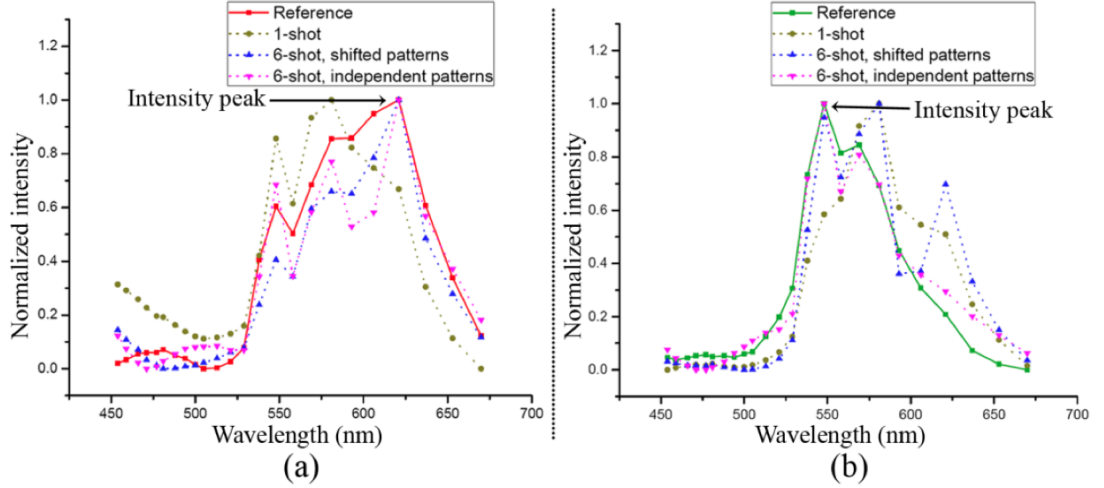 Reference
1-shot
6-shot, shifted patterns
6-shot, independent patterns
Intensity peak
Normalized intensity
1.2
1.0
0.8
0.6
0.4
0.2
0.0
450 500 550 600 650 700
Wavelength (nm)
(a)
Reference
1-shot
6-shot, shifted patterns
6-shot, independent patterns
Intensity peak
Normalized intensity
1.2
1.0
0.8
0.6
0.4
0.2
0.0
450 500 550 600 650 700
Wavelength (nm)
(b)